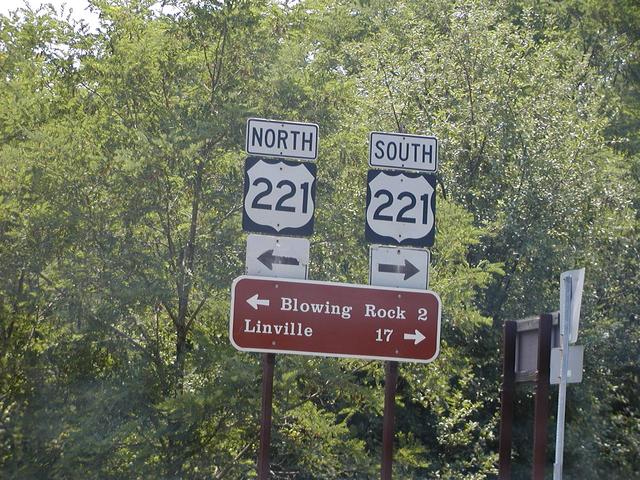 NORTH
221
SOUTH
221
Blowing Rock 2
Linville 17